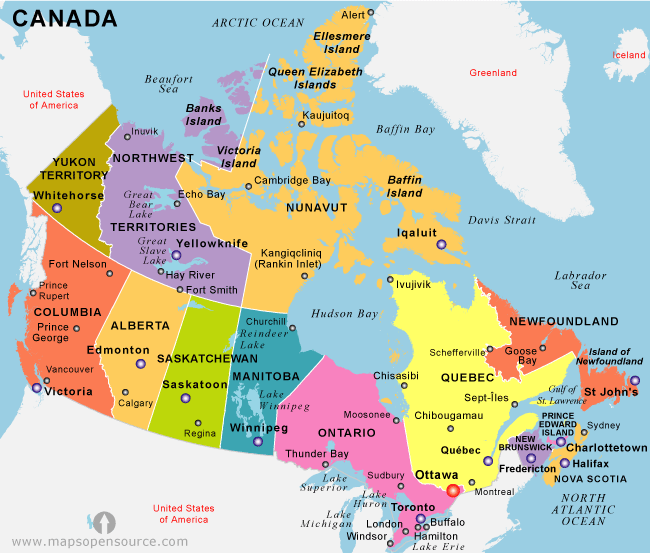 CANADA
ARCTIC OCEAN
Alert
Ellesmere
Island
Iceland
Beaufort
Sea
Queen Elizabeth
Islands
Greenland
United States
of America
Banks
Island
Kaujuitoq
Inuvik
Baffin Bay
YUKON
TERRITORY
NORTHWEST
Victoria
Island
Whitehorse
Echo Bay
Cambridge Bay
Baffin
Island
Great
Bear
Lake
NUNAVUT
Davis Strait
TERRITORIES
Iqaluit
Great
Slave
Lake
Yellowknife
Kangiqcliniq
(Rankin Inlet)
Fort Nelson
Hay River
Fort Smith
Ivujivik
Labrador
Sea
Prince
Rupert
COLUMBIA
Prince
George
ALBERTA
Churchill
Reindeer
Lake
Hudson Bay
NEWFOUNDLAND
Edmonton
SASKATCHEWAN
Schefferville
Goose
Bay
Island of
Newfoundland
Vancouver
Victoria
Calgary
Saskatoon
MANITOBA
Lake
Winnipeg
Chisasibi
QUEBEC
Sept-Îles
Gulf of
St. Lawrence
St John's
Regina
Winnipeg
Moosonee
Chibougamau
PRINCE
EDWARD
ISLAND
Sydney
ONTARIO
Thunder Bay
Québec
NEW
BRUNSWICK
Charlottetown
Fredericton
Halifax
Sudbury
Ottawa
Montreal
NOVA SCOTIA
Lake
Superior
Lake
Huron
Toronto
NORTH
ATLANTIC
OCEAN
United States
of America
Lake
Michigan
London
Windsor
Buffalo
Hamilton
Lake Erie
www.mapsopensource.com